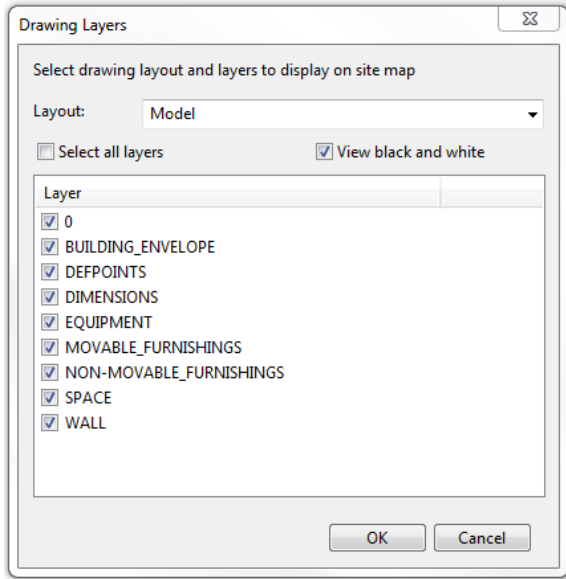 Drawing Layers
Select drawing layout and layers to display on site map
Layout: Model
Select all layers View black and white
Layer
0
BUILDING_ENVELOPE
DEFPOINTS
DIMENSIONS
EQUIPMENT
MOVABLE_FURNISHINGS
NON-MOVABLE_FURNISHINGS
SPACE
WALL
OK Cancel